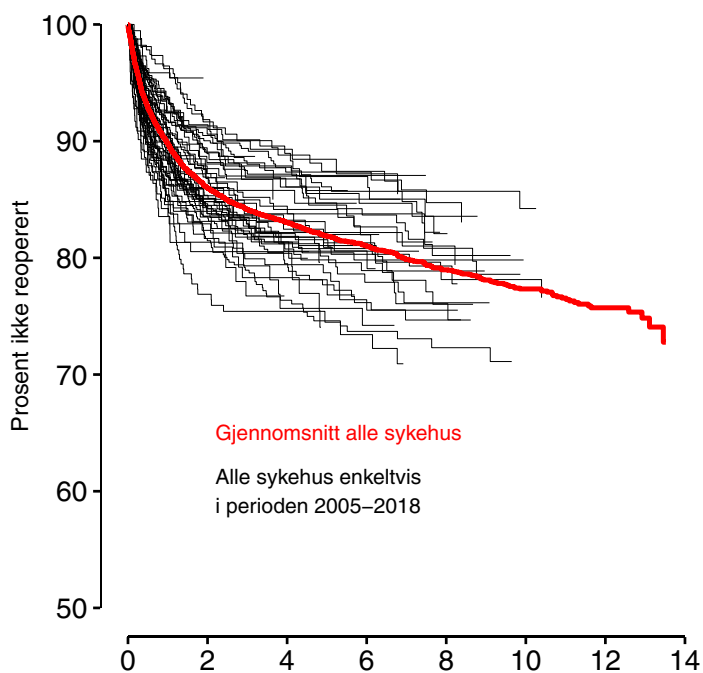 100
90
80
70
60
50
Prosent ikke reoperert
Gjennomsnitt alle sykehus
Alle sykehus enkeltvis
i perioden 2005–2018
0 2 4 6 8 10 12 14